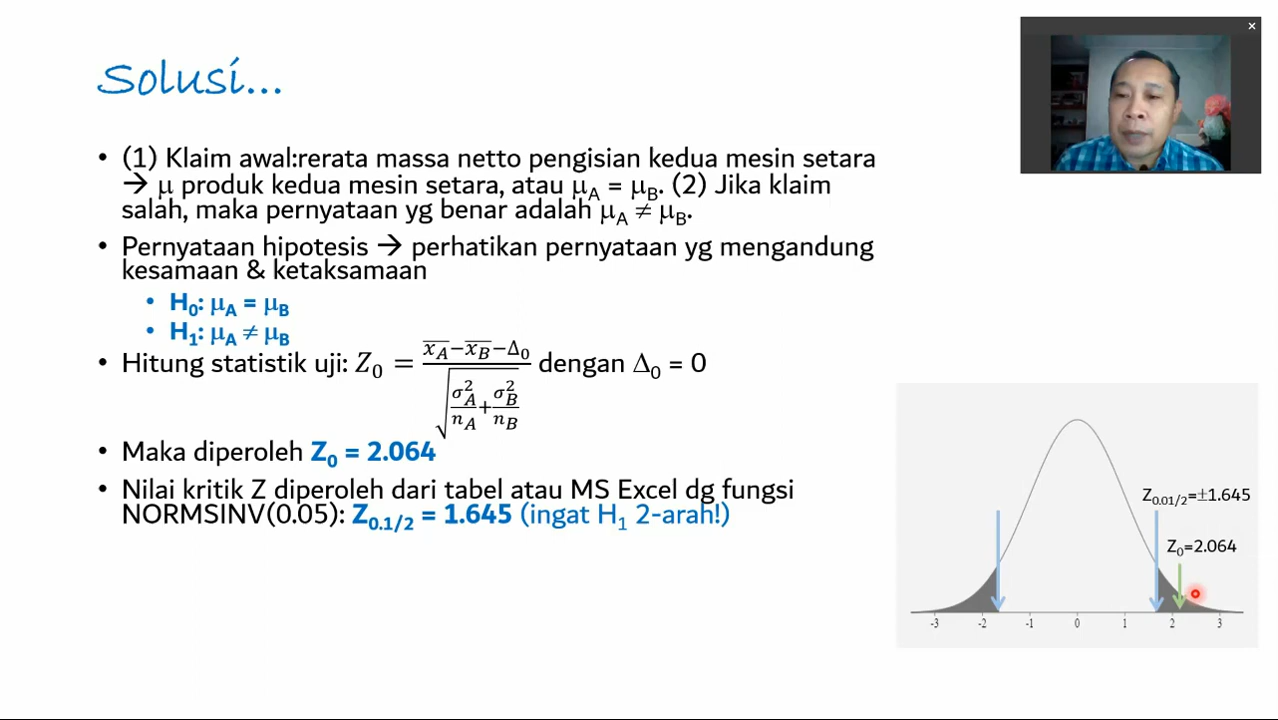 Solusi...
• (1) Klaim awal:rerata massa netto pengisian kedua mesin setara
→ μ produk kedua mesin setara, atau μA = μB. (2) Jika klaim
salah, maka pernyataan yg benar adalah μA ≠ μB.
• Pernyataan hipotesis → perhatikan pernyataan yg mengandung
kesamaan & ketaksamaan
• H0: μA = μB
• H1: μA ≠ μB
• Hitung statistik uji: Z0 = (x̄A − x̄B − Δ0) / √(σ²A/nA + σ²B/nB) dengan Δ0 = 0
• Maka diperoleh Z0 = 2.064
• Nilai kritik Z diperoleh dari tabel atau MS Excel dg fungsi
NORMSINV(0.05): Z0.1/2 = 1.645 (ingat H1 2-arah!)
Z0.01/2=±1.645
Z0=2.064
-3 -2 -1 0 1 2 3